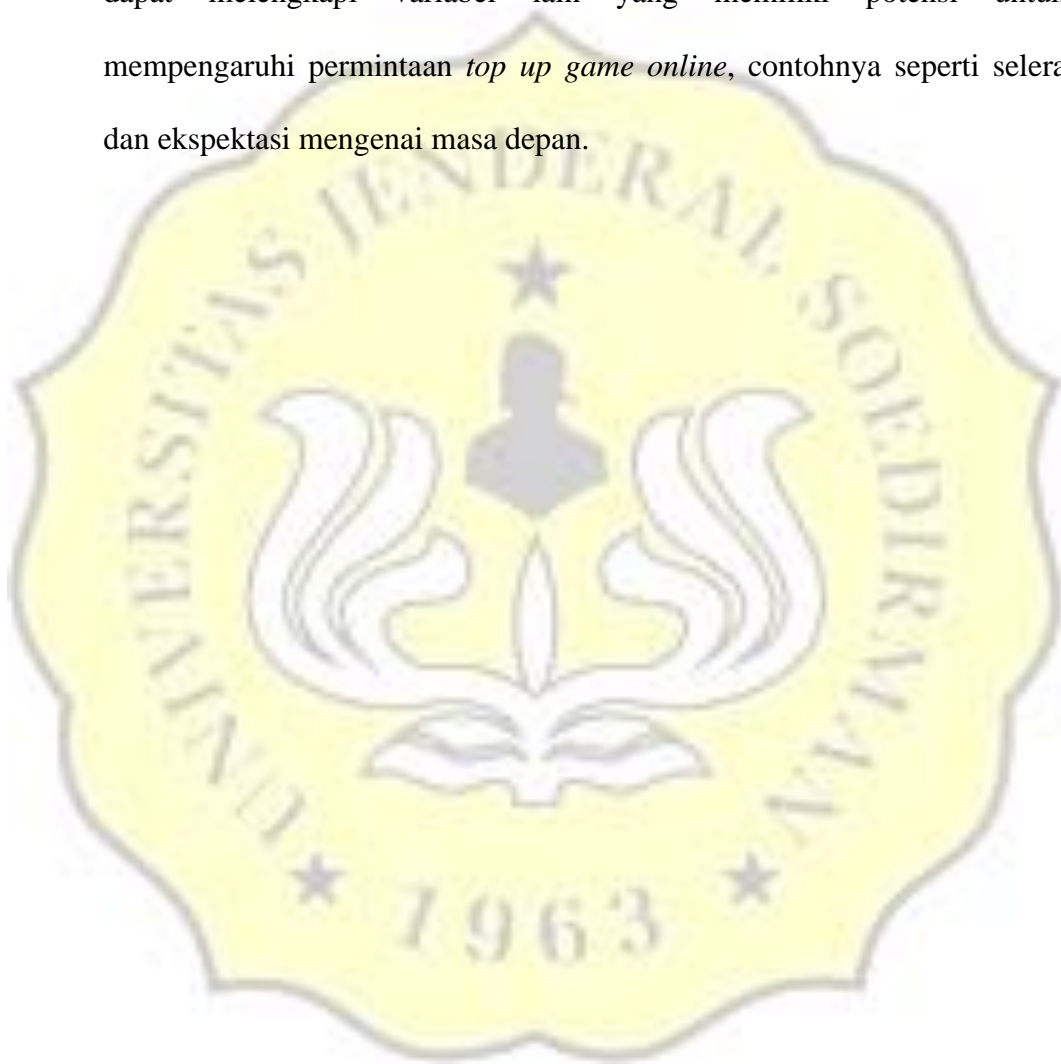 dapat melengkapi variabel lain yang memiliki potensi untuk
mempengaruhi permintaan top up game online, contohnya seperti selera
dan ekspektasi mengenai masa depan.
UNIVERSITAS JENDERAL SOEDIRMAN
1963